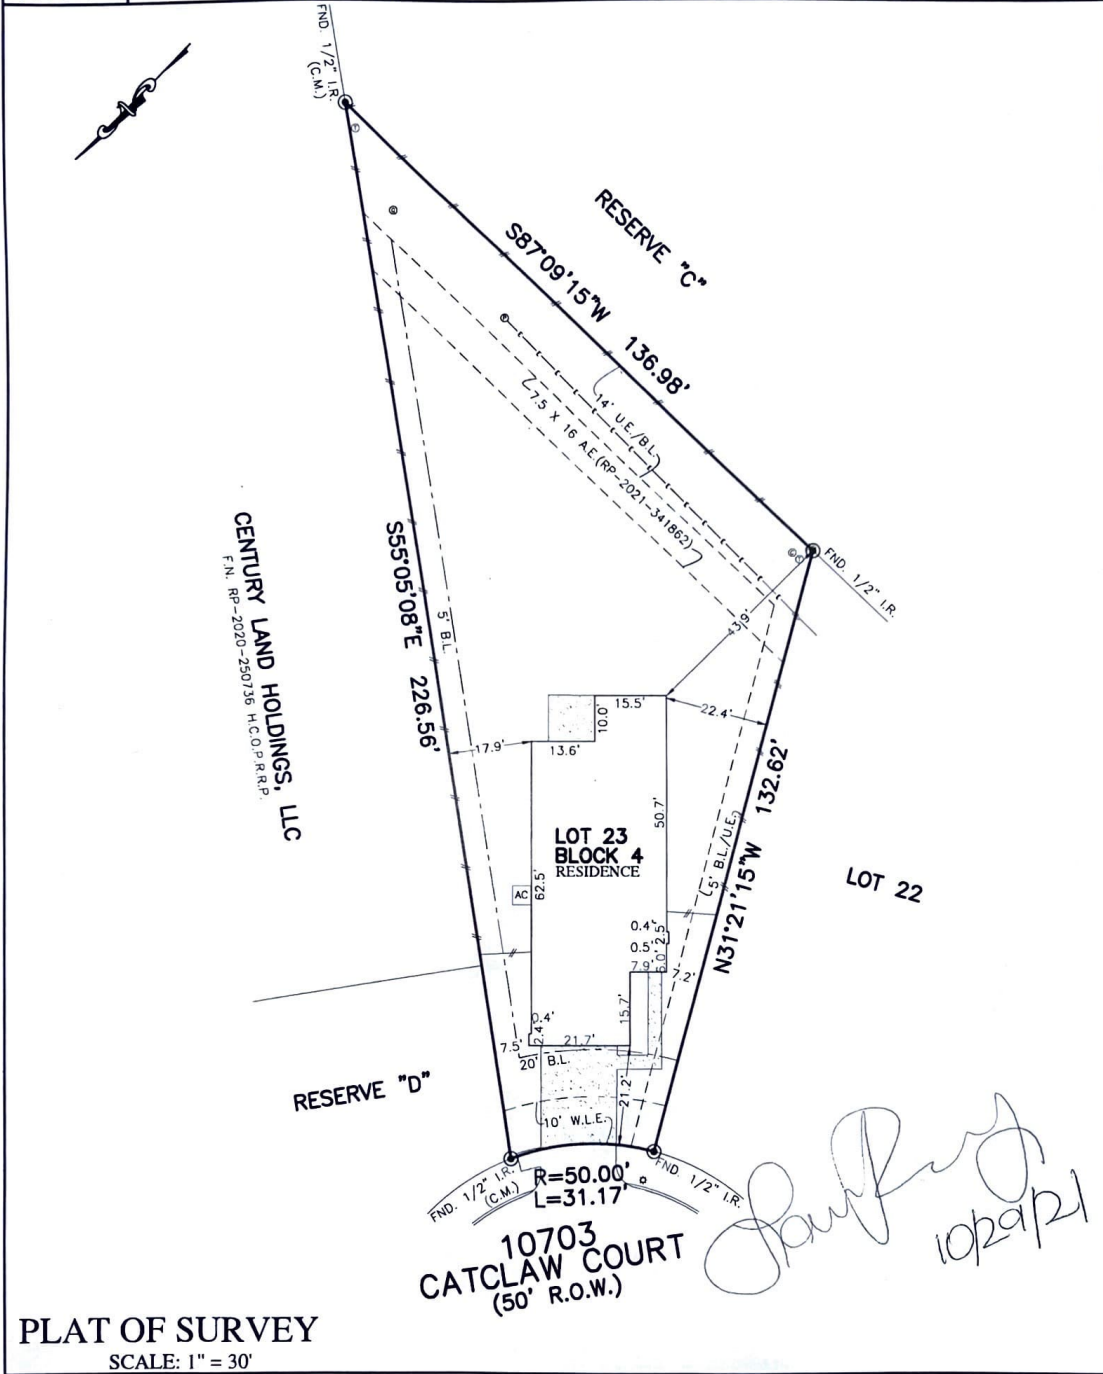 FND. 1/2" I.R.
(C.M.)
RESERVE "C"
S87°09'15"W 136.98'
14' U.E./B.L.
7.5 X 16 A.E.(RP-2021-341862)
FND. 1/2" I.R.
CENTURY LAND HOLDINGS, LLC
F.N. RP-2020-250736 H.C.O.P.R.R.P.
S55°05'08"E 226.56'
5' B.L.
43.9'
15.5'
10.0'
22.4'
17.9'
13.6'
50.7'
N31°21'15"W 132.62'
5' B.L./U.E.
LOT 23
BLOCK 4
RESIDENCE
AC
62.5'
LOT 22
0.4'
2.5'
0.5'
7.9'
5.0'
7.2'
15.7'
0.4'
2.4'
7.5'
21.7'
20' B.L.
RESERVE "D"
21.2'
10' W.L.E.
FND. 1/2" I.R.
(C.M.)
R=50.00'
L=31.17'
FND. 1/2" I.R.
10703
CATCLAW COURT
(50' R.O.W.)
10/29/21
PLAT OF SURVEY
SCALE: 1" = 30'